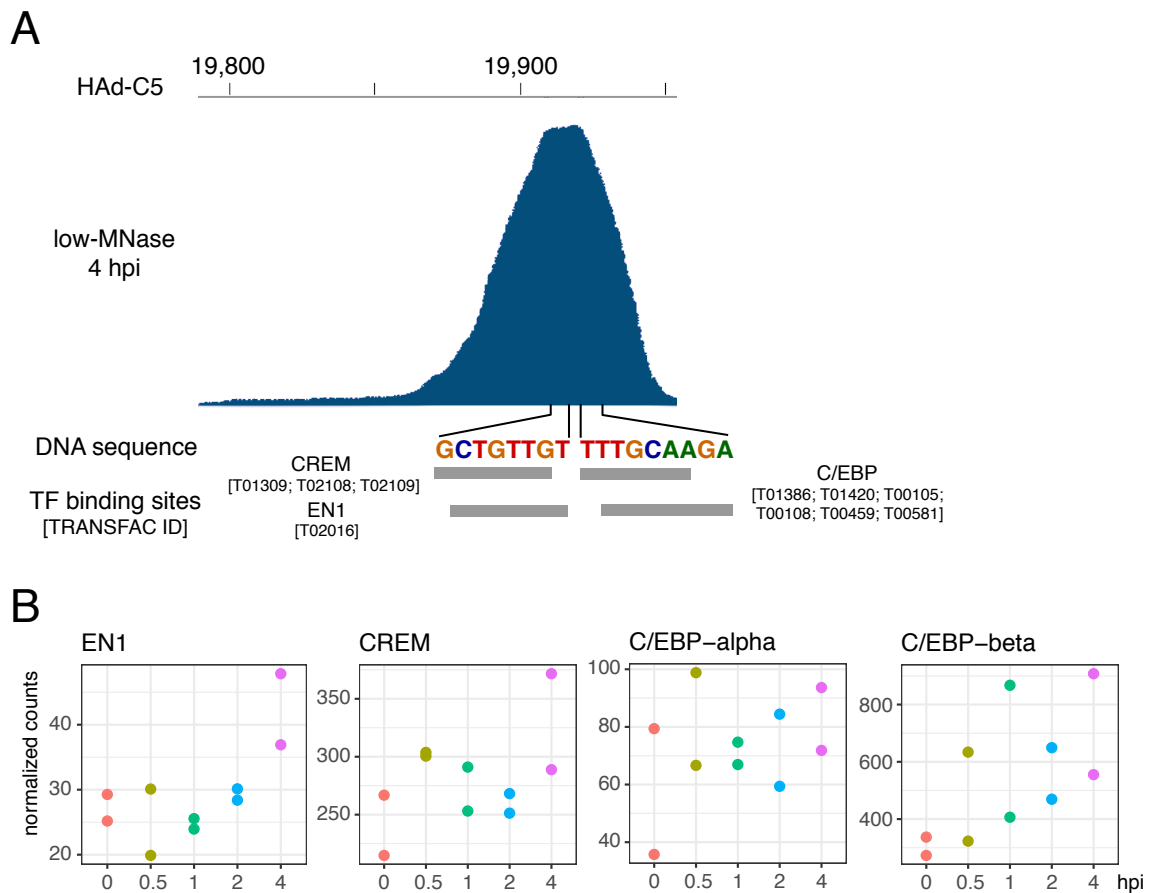 A
19,800 19,900
HAd-C5
low-MNase
4 hpi
DNA sequence GCTGTTGT TTTGCAAGA
CREM
[T01309; T02108; T02109]
C/EBP
[T01386; T01420; T00105;
T00108; T00459; T00581]
TF binding sites
[TRANSFAC ID]
EN1
[T02016]
B
EN1 CREM C/EBP−alpha C/EBP−beta
normalized counts
40
30
20
0 0.5 1 2 4
350
300
250
0 0.5 1 2 4
100
80
60
40
0 0.5 1 2 4
800
600
400
0 0.5 1 2 4 hpi